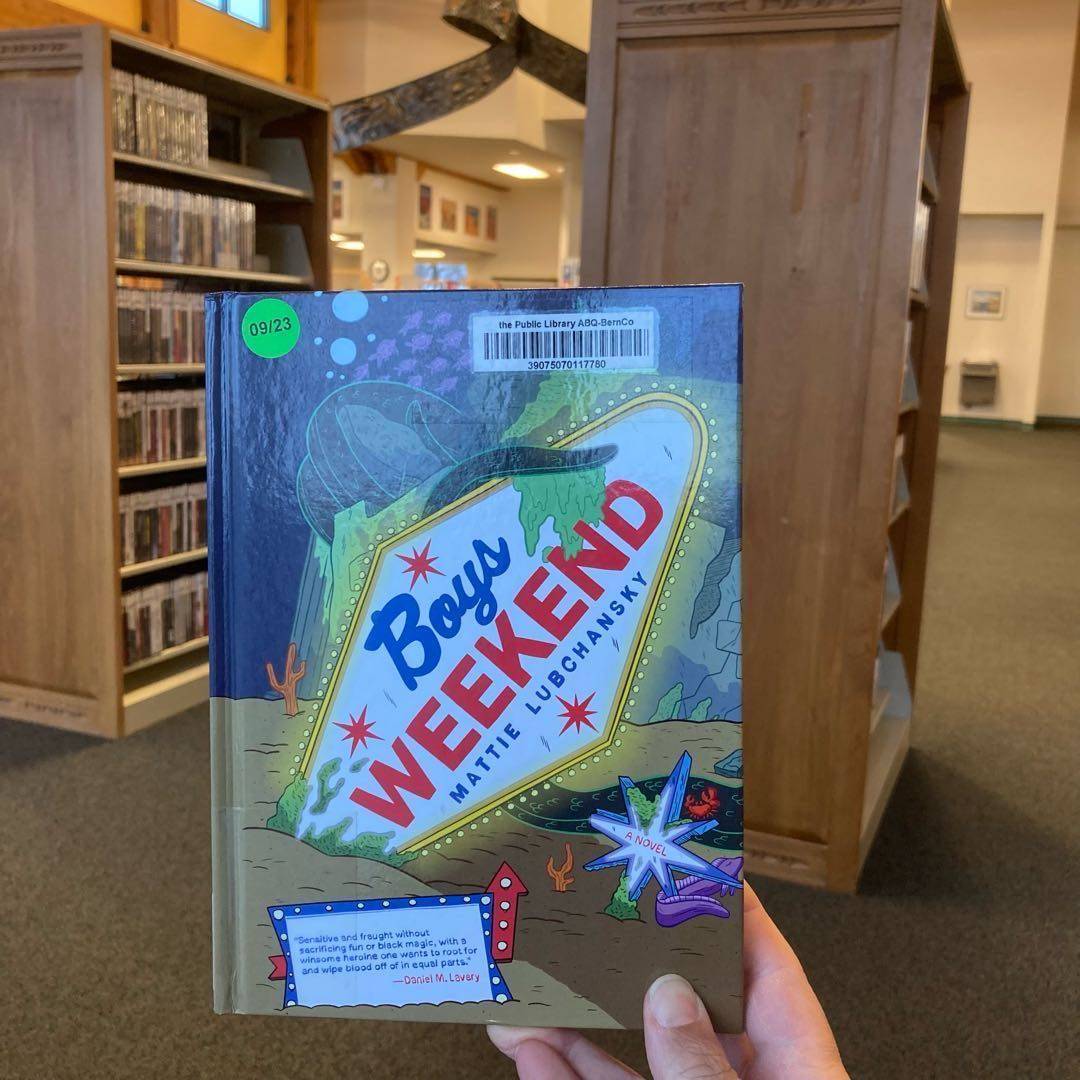 09/23
the Public Library ABQ-BernCo
39075070117780
Boys
WEEKEND
MATTIE LUBCHANSKY
A NOVEL
"Sensitive and fraught without
sacrificing fun or black magic, with a
winsome heroine one wants to root for
and wipe blood off of in equal parts."
—Daniel M. Lavery